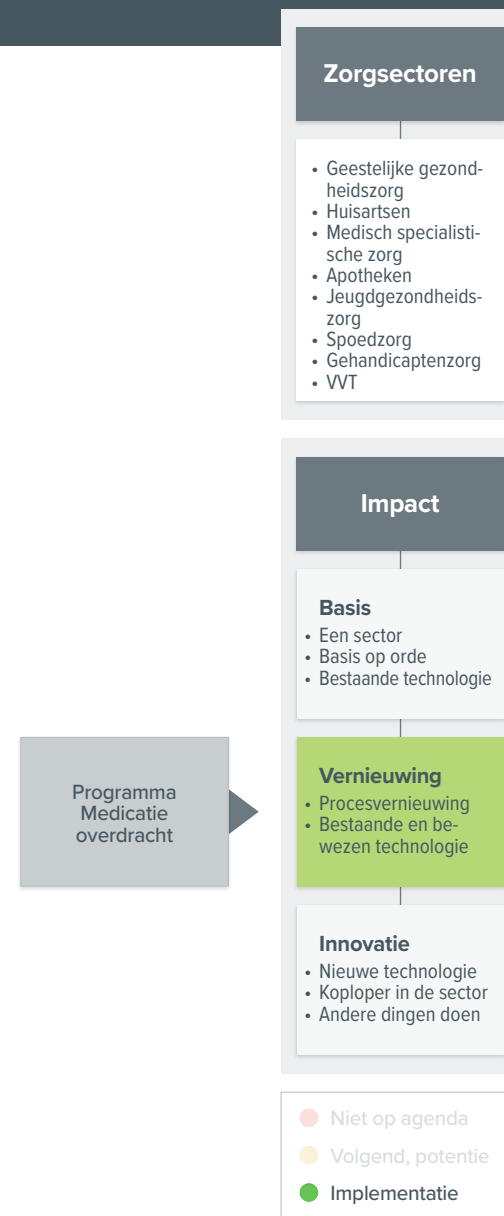 Zorgsectoren
• Geestelijke gezond-
heidszorg
• Huisartsen
• Medisch specialisti-
sche zorg
• Apotheken
• Jeugdgezondheids-
zorg
• Spoedzorg
• Gehandicaptenzorg
• VVT
Impact
Basis
• Een sector
• Basis op orde
• Bestaande technologie
Programma
Medicatie
overdracht
Vernieuwing
• Procesvernieuwing
• Bestaande en be-
wezen technologie
Innovatie
• Nieuwe technologie
• Koploper in de sector
• Andere dingen doen
Niet op agenda
Volgend, potentie
Implementatie